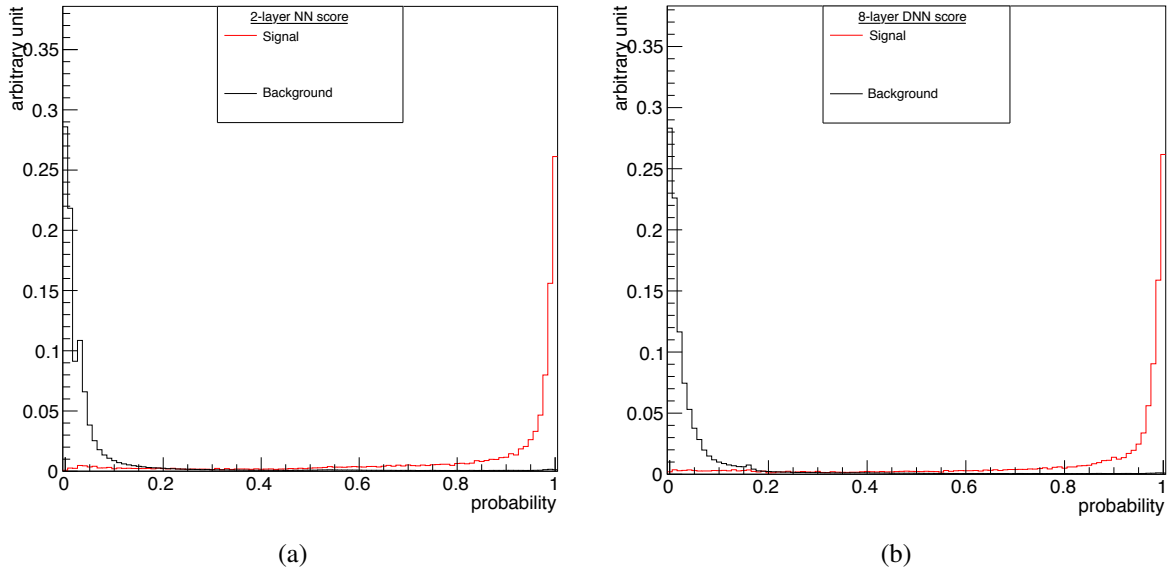 2-layer NN score
Signal
Background
arbitrary unit
0.35
0.3
0.25
0.2
0.15
0.1
0.05
0
0 0.2 0.4 0.6 0.8 1
probability
(a)
8-layer DNN score
Signal
Background
arbitrary unit
0.35
0.3
0.25
0.2
0.15
0.1
0.05
0
0 0.2 0.4 0.6 0.8 1
probability
(b)